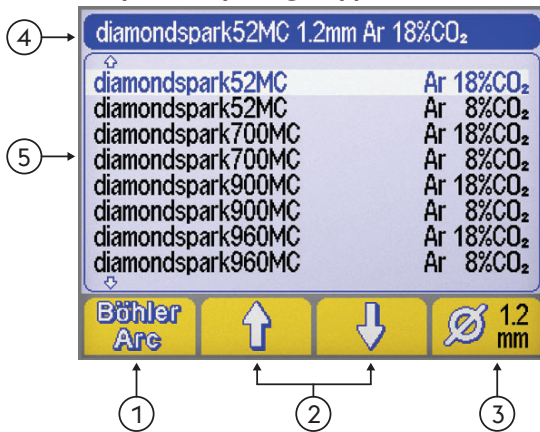 4
diamondspark52MC 1.2mm Ar 18%CO₂
5
diamondspark52MC Ar 18%CO₂
diamondspark52MC Ar 8%CO₂
diamondspark700MC Ar 18%CO₂
diamondspark700MC Ar 8%CO₂
diamondspark900MC Ar 18%CO₂
diamondspark900MC Ar 8%CO₂
diamondspark960MC Ar 18%CO₂
diamondspark960MC Ar 8%CO₂
Böhler
Arc
1.2
mm
1
2
3